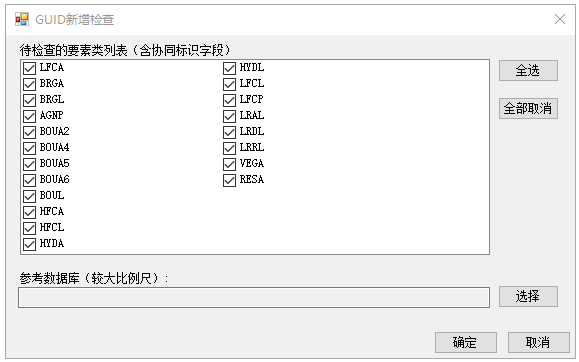 GUID新增检查
待检查的要素类列表（含协同标识字段）
LFCA
BRGA
BRGL
AGNP
BOUA2
BOUA4
BOUA5
BOUA6
BOUL
HFCA
HFCL
HYDA
HYDL
LFCL
LFCP
LRAL
LRDL
LRRL
VEGA
RESA
全选
全部取消
参考数据库（较大比例尺）：
选择
确定
取消